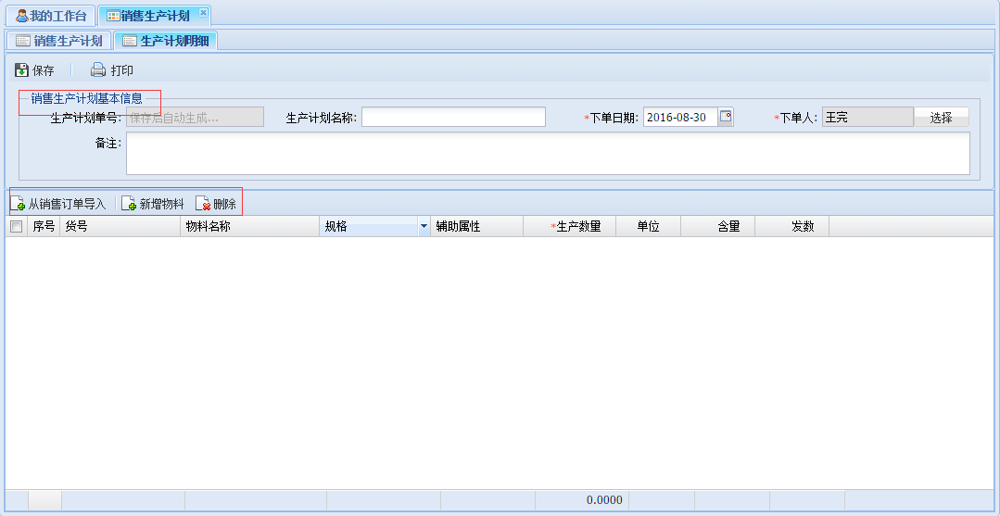 我的工作台 销售生产计划
销售生产计划 生产计划明细
保存 打印
销售生产计划基本信息
生产计划单号: 保存后自动生成... 生产计划名称: *下单日期: 2016-08-30 *下单人: 王完 选择
备注:
从销售订单导入 新增物料 删除
序号 货号 物料名称 规格 辅助属性 *生产数量 单位 含量 发数
0.0000